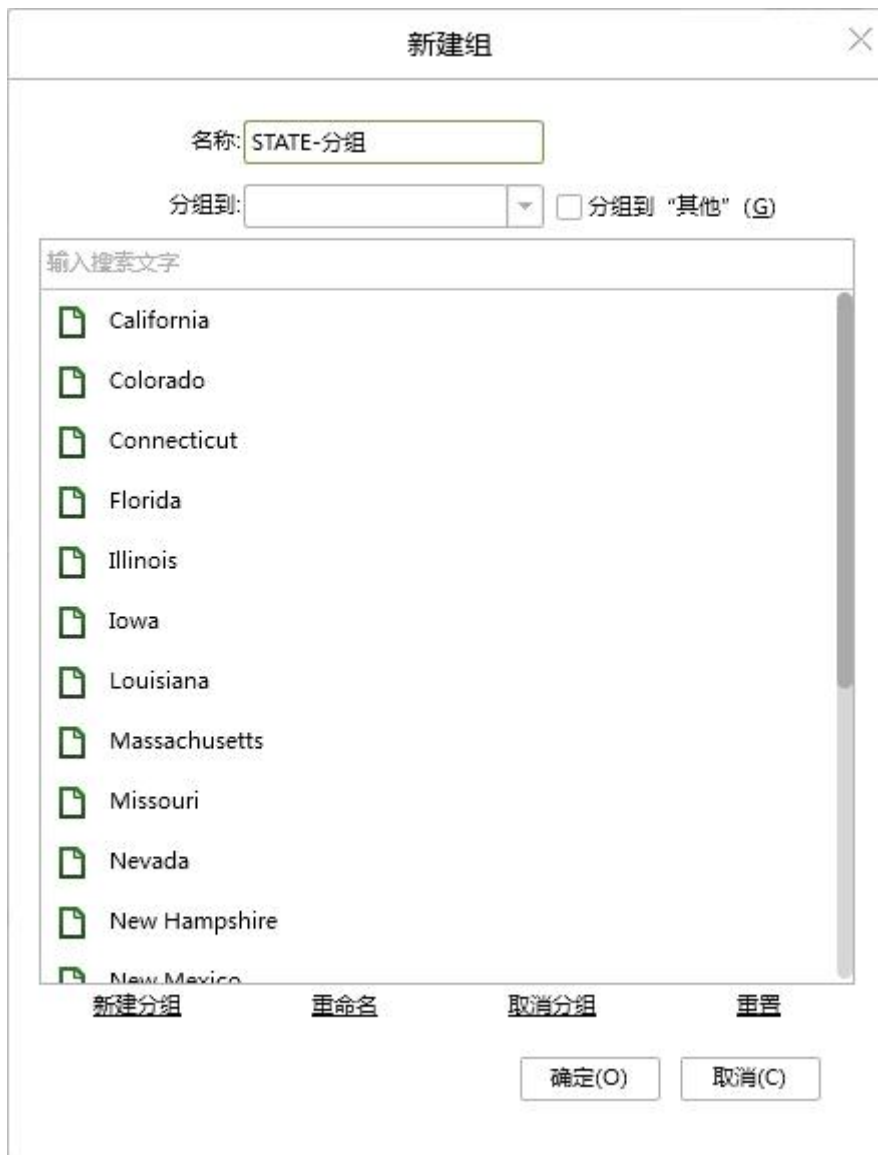 新建组
名称: STATE-分组
分组到: 分组到 “其他” (G)
输入搜索文字
California
Colorado
Connecticut
Florida
Illinois
Iowa
Louisiana
Massachusetts
Missouri
Nevada
New Hampshire
New Mexico
新建分组 重命名 取消分组 重置
确定(O) 取消(C)